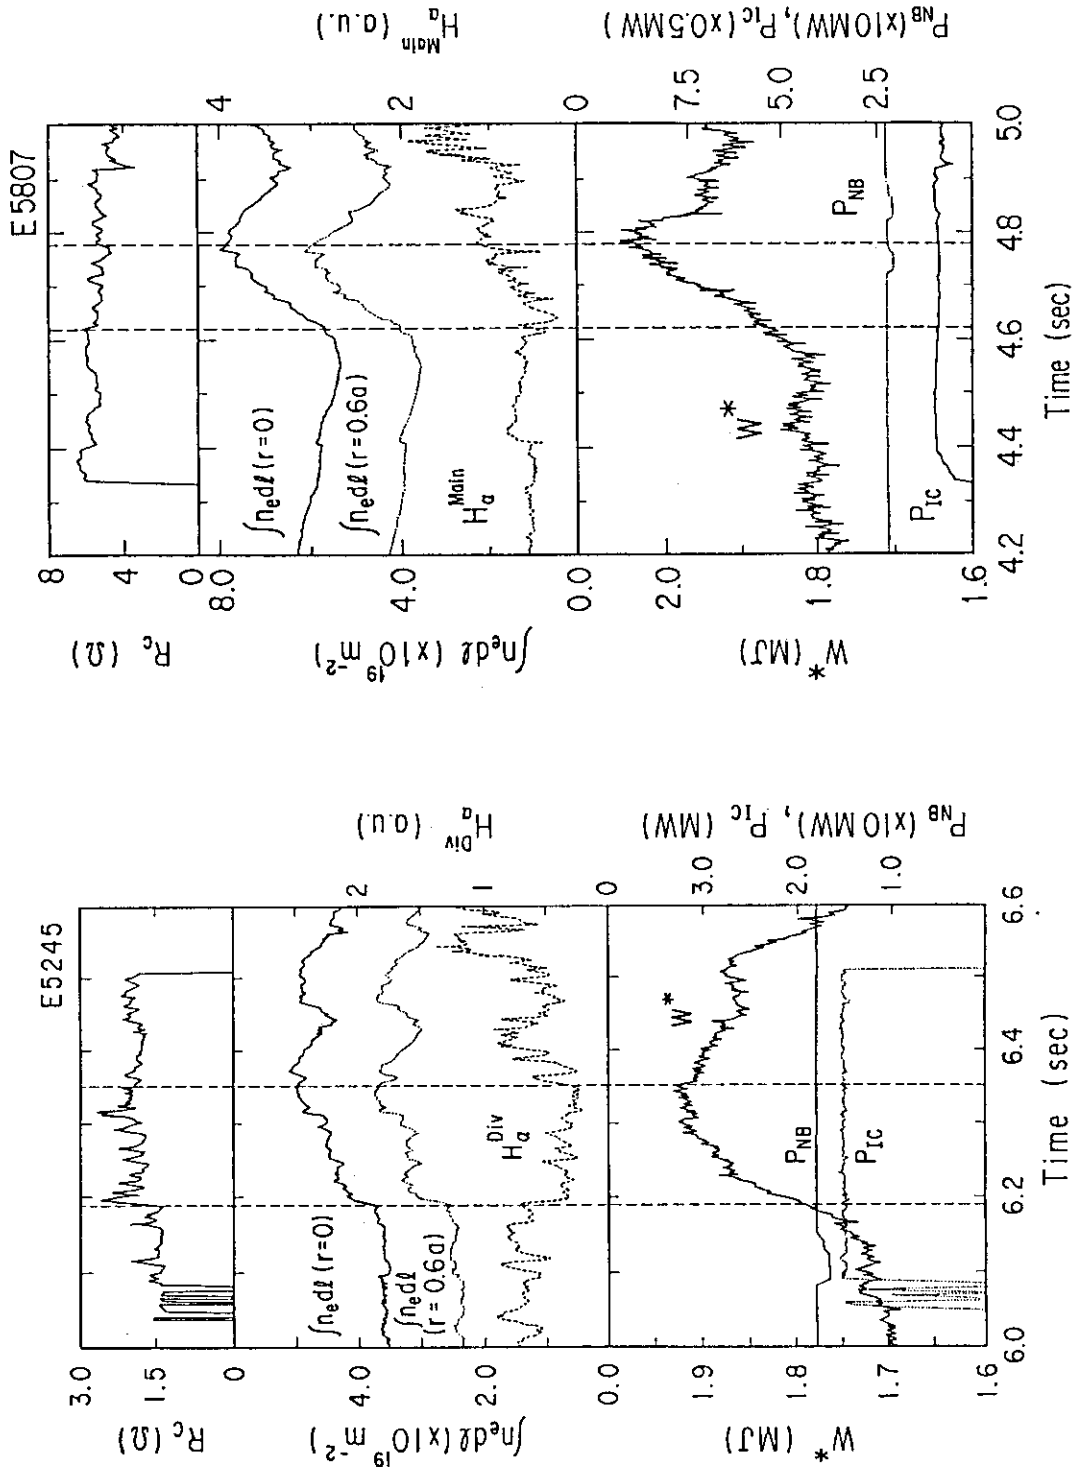 E5245
3.0
1.5
0
R_c (Ω)
∫n_e dℓ (r=0)
∫n_e dℓ
(r=0.6a)
H_α^Div
4.0
2.0
0.0
∫n_e dℓ (×10^19 m^-2)
2
1
0
H_α^Div (a.u.)
W*
P_NB
P_IC
1.9
1.8
1.7
1.6
W* (MJ)
3.0
2.0
1.0
P_NB (×10MW), P_IC (MW)
6.0
6.2
6.4
6.6
Time (sec)
E5807
8
4
0
R_c (Ω)
∫n_e dℓ (r=0)
∫n_e dℓ (r=0.6a)
H_α^Main
8.0
4.0
0.0
∫n_e dℓ (×10^19 m^-2)
4
2
0
H_α^Main (a.u.)
W*
P_NB
P_IC
2.0
1.8
1.6
W* (MJ)
7.5
5.0
2.5
P_NB (×10MW), P_IC (×0.5MW)
4.2
4.4
4.6
4.8
5.0
Time (sec)